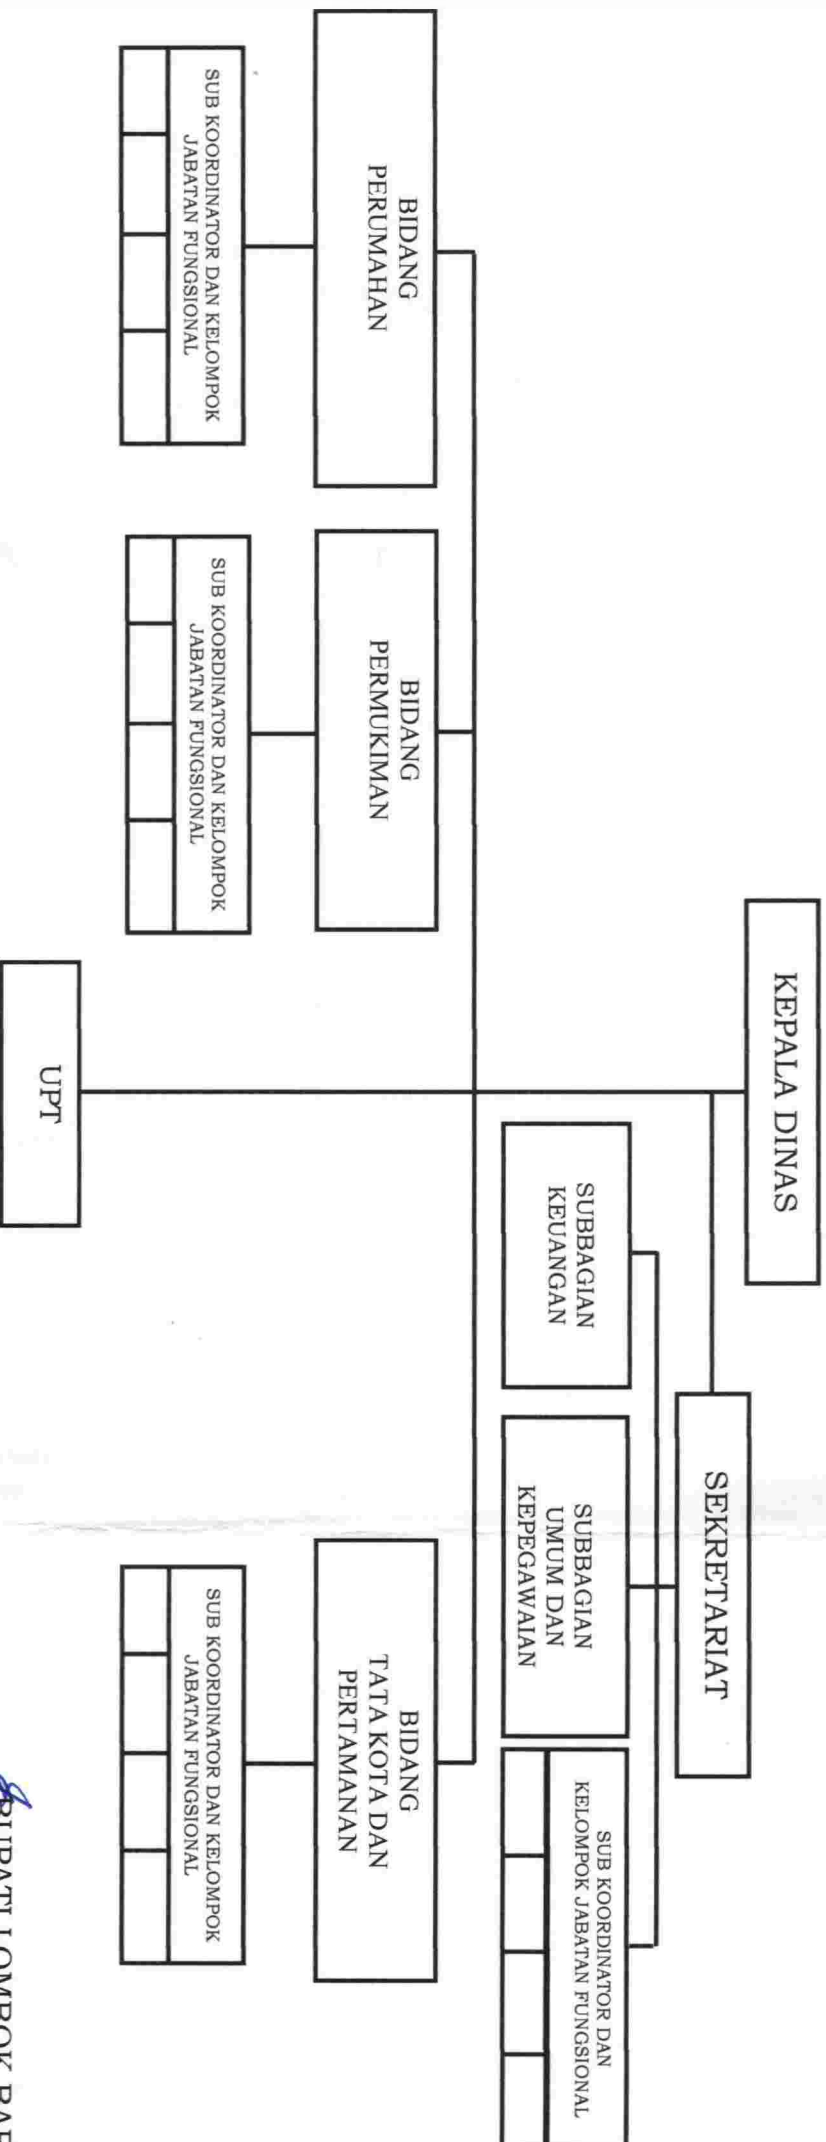 KEPALA DINAS
SEKRETARIAT
SUBBAGIAN
KEUANGAN
SUBBAGIAN
UMUM DAN
KEPEGAWAIAN
SUB KOORDINATOR DAN
KELOMPOK JABATAN FUNGSIONAL
BIDANG
PERUMAHAN
BIDANG
PERMUKIMAN
BIDANG
TATA KOTA DAN
PERTAMANAN
SUB KOORDINATOR DAN KELOMPOK
JABATAN FUNGSIONAL
SUB KOORDINATOR DAN KELOMPOK
JABATAN FUNGSIONAL
SUB KOORDINATOR DAN KELOMPOK
JABATAN FUNGSIONAL
UPT
BUPATI LOMBOK